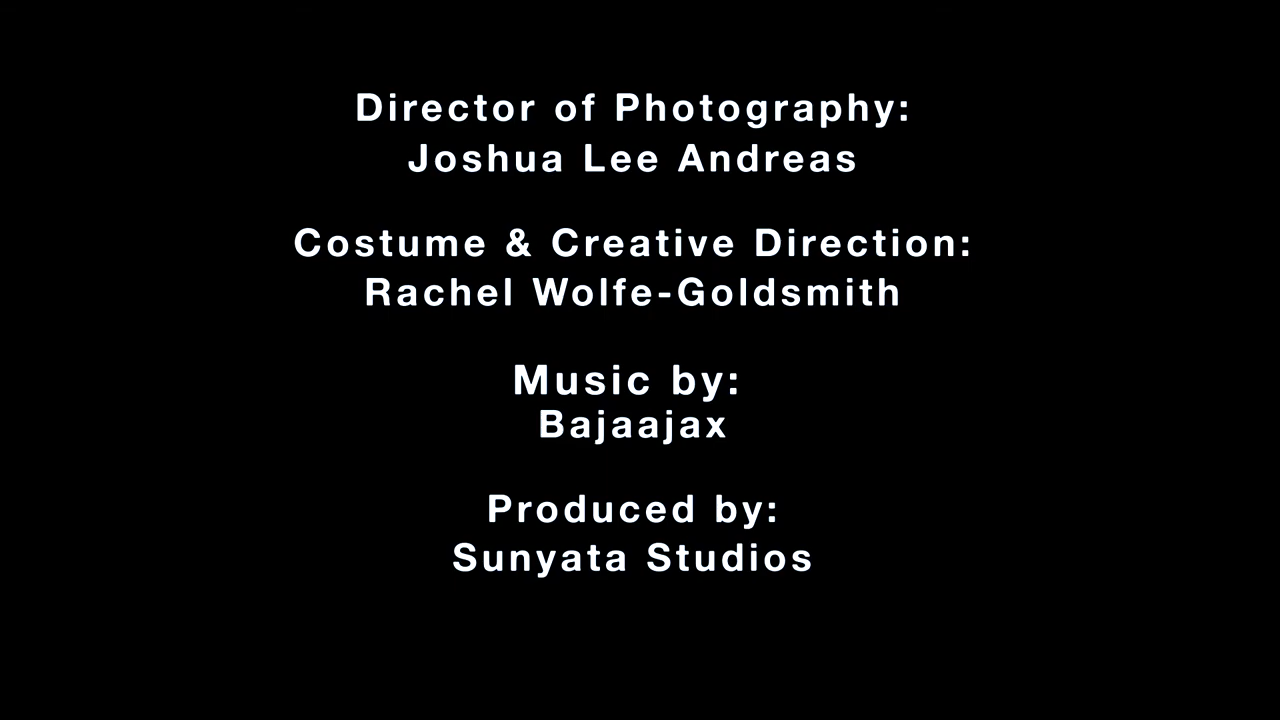 Director of Photography:
Joshua Lee Andreas
Costume & Creative Direction:
Rachel Wolfe-Goldsmith
Music by:
Bajaajax
Produced by:
Sunyata Studios